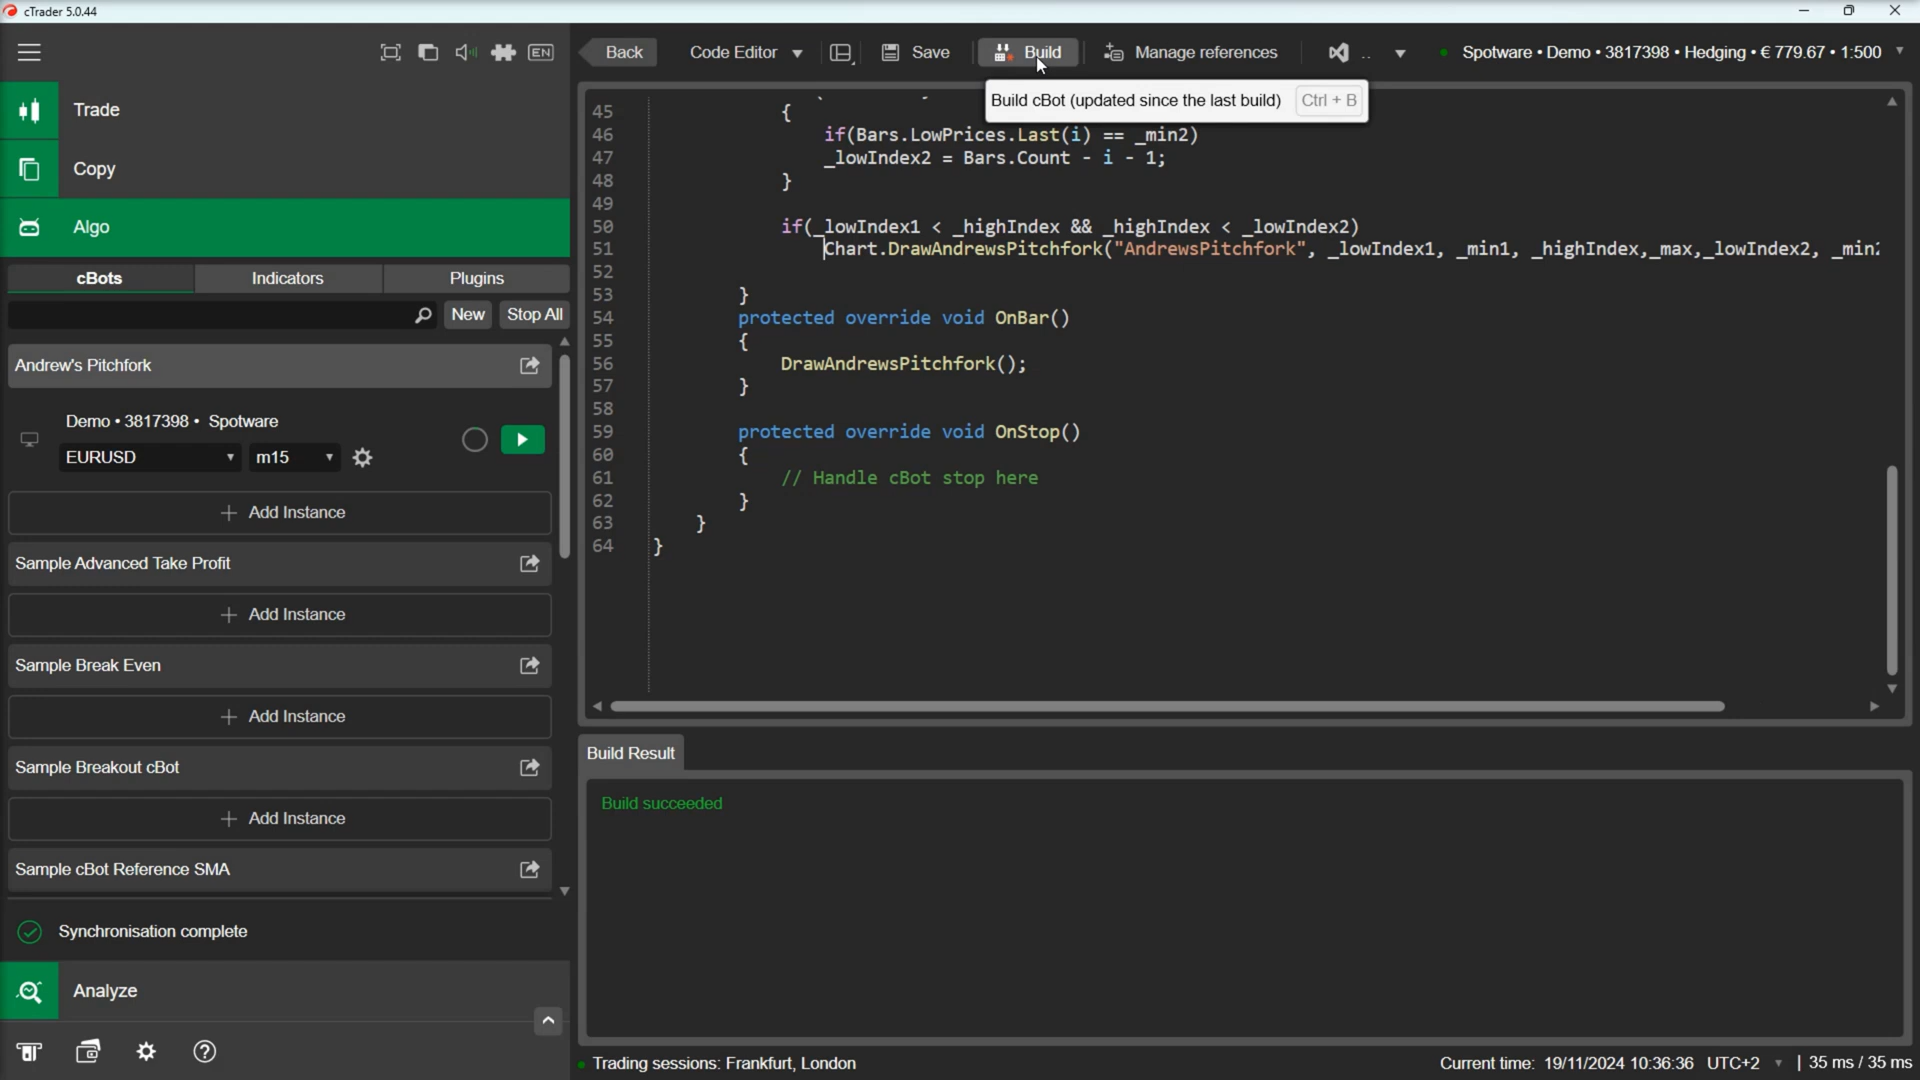 cTrader 5.0.44
EN
Back
Code Editor
Save
Build
Manage references
..
Spotware • Demo • 3817398 • Hedging • € 779.67 • 1:500
Build cBot (updated since the last build) Ctrl + B
Trade
Copy
Algo
cBots
Indicators
Plugins
New
Stop All
Andrew's Pitchfork
Demo • 3817398 • Spotware
EURUSD
m15
Add Instance
Sample Advanced Take Profit
Add Instance
Sample Break Even
Add Instance
Sample Breakout cBot
Add Instance
Sample cBot Reference SMA
Synchronisation complete
Analyze
45 {
46 if(Bars.LowPrices.Last(i) == _min2)
47 _lowIndex2 = Bars.Count - i - 1;
48 }
49
50 if(_lowIndex1 < _highIndex && _highIndex < _lowIndex2)
51 Chart.DrawAndrewsPitchfork("AndrewsPitchfork", _lowIndex1, _min1, _highIndex,_max,_lowIndex2, _min2
52
53 }
54 protected override void OnBar()
55 {
56 DrawAndrewsPitchfork();
57 }
58
59 protected override void OnStop()
60 {
61 // Handle cBot stop here
62 }
63 }
64 }
Build Result
Build succeeded
Trading sessions: Frankfurt, London
Current time: 19/11/2024 10:36:36 UTC+2 | 35 ms / 35 ms